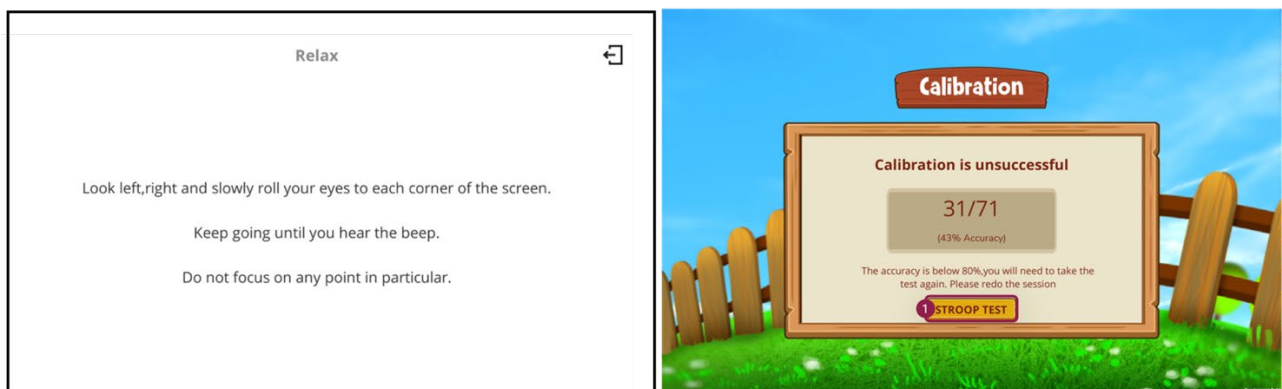 Relax
Look left,right and slowly roll your eyes to each corner of the screen.
Keep going until you hear the beep.
Do not focus on any point in particular.
Calibration
Calibration is unsuccessful
31/71
(43% Accuracy)
The accuracy is below 80%,you will need to take the
test again. Please redo the session
1 STROOP TEST